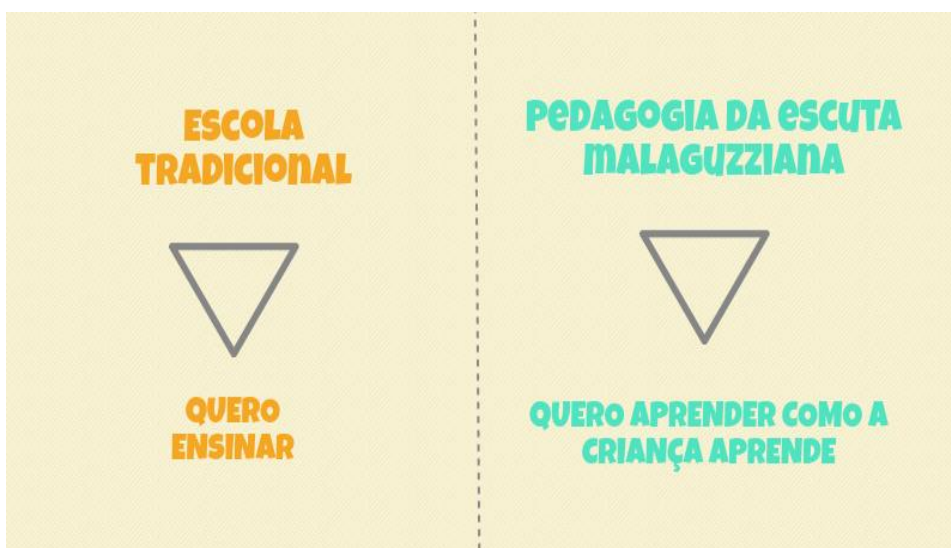 ESCOLA
TRADICIONAL
QUERO
ENSINAR
PEDAGOGIA DA ESCUTA
MALAGUZZIANA
QUERO APRENDER COMO A
CRIANÇA APRENDE